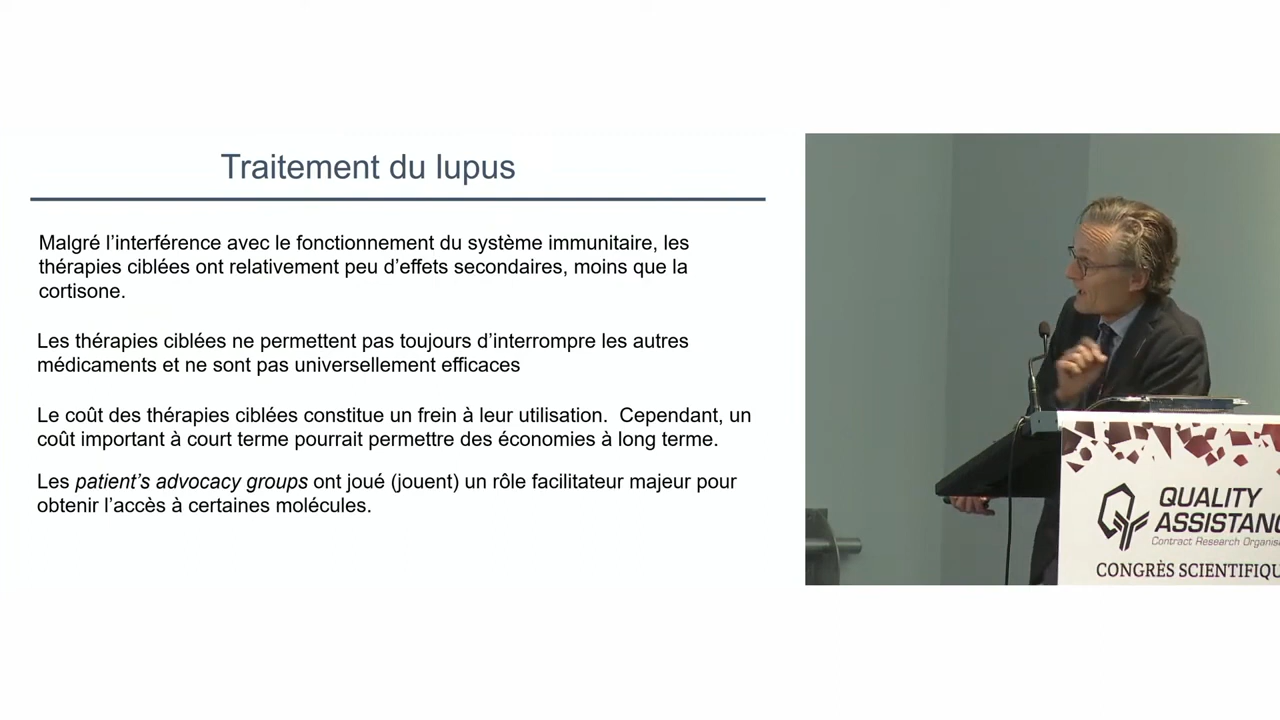 Traitement du lupus
Malgré l’interférence avec le fonctionnement du système immunitaire, les
thérapies ciblées ont relativement peu d’effets secondaires, moins que la
cortisone.
Les thérapies ciblées ne permettent pas toujours d’interrompre les autres
médicaments et ne sont pas universellement efficaces
Le coût des thérapies ciblées constitue un frein à leur utilisation.  Cependant, un
coût important à court terme pourrait permettre des économies à long terme.
Les patient’s advocacy groups ont joué (jouent) un rôle facilitateur majeur pour
obtenir l’accès à certaines molécules.
QUALITY
ASSISTANC
Contract Research Organis
CONGRÈS SCIENTIFIQU